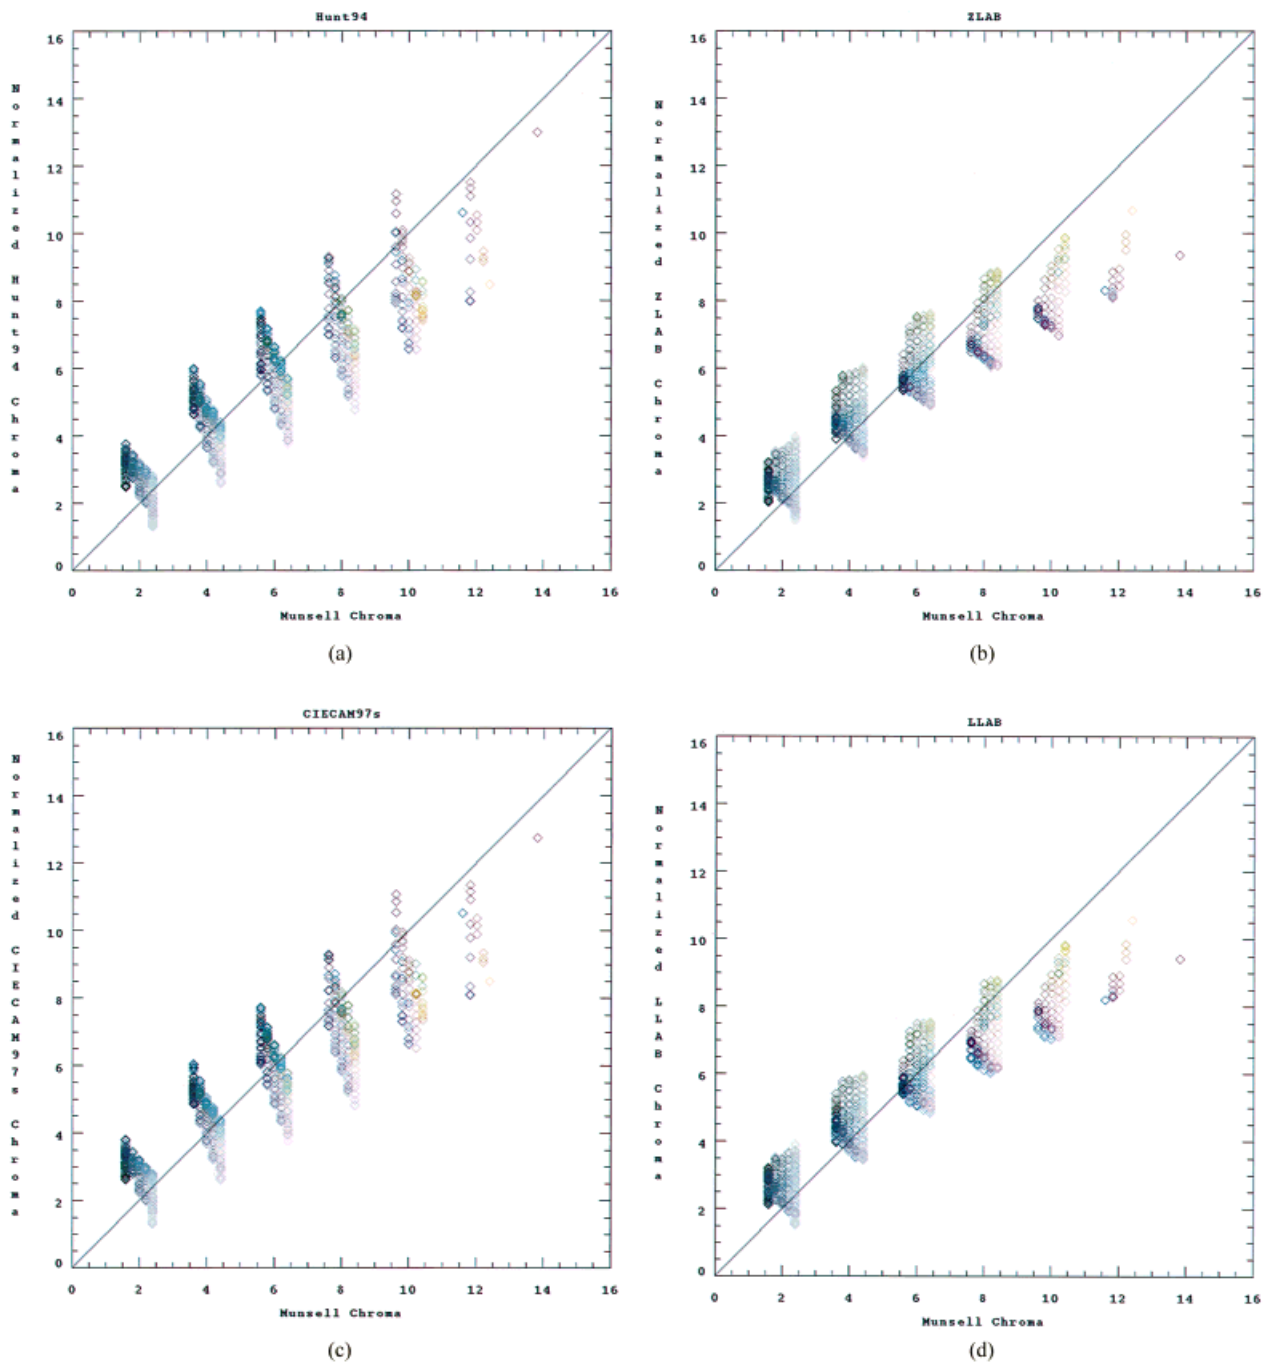 Hunt94
16
14
12
10
8
6
4
2
0
Normalized Hunt94 Chroma
0 2 4 6 8 10 12 14 16
Munsell Chroma
(a)
ZLAB
16
14
12
10
8
6
4
2
0
Normalized ZLAB Chroma
0 2 4 6 8 10 12 14 16
Munsell Chroma
(b)
CIECAM97s
16
14
12
10
8
6
4
2
0
Normalized CIECAM97s Chroma
0 2 4 6 8 10 12 14 16
Munsell Chroma
(c)
LLAB
16
14
12
10
8
6
4
2
0
Normalized LLAB Chroma
0 2 4 6 8 10 12 14 16
Munsell Chroma
(d)